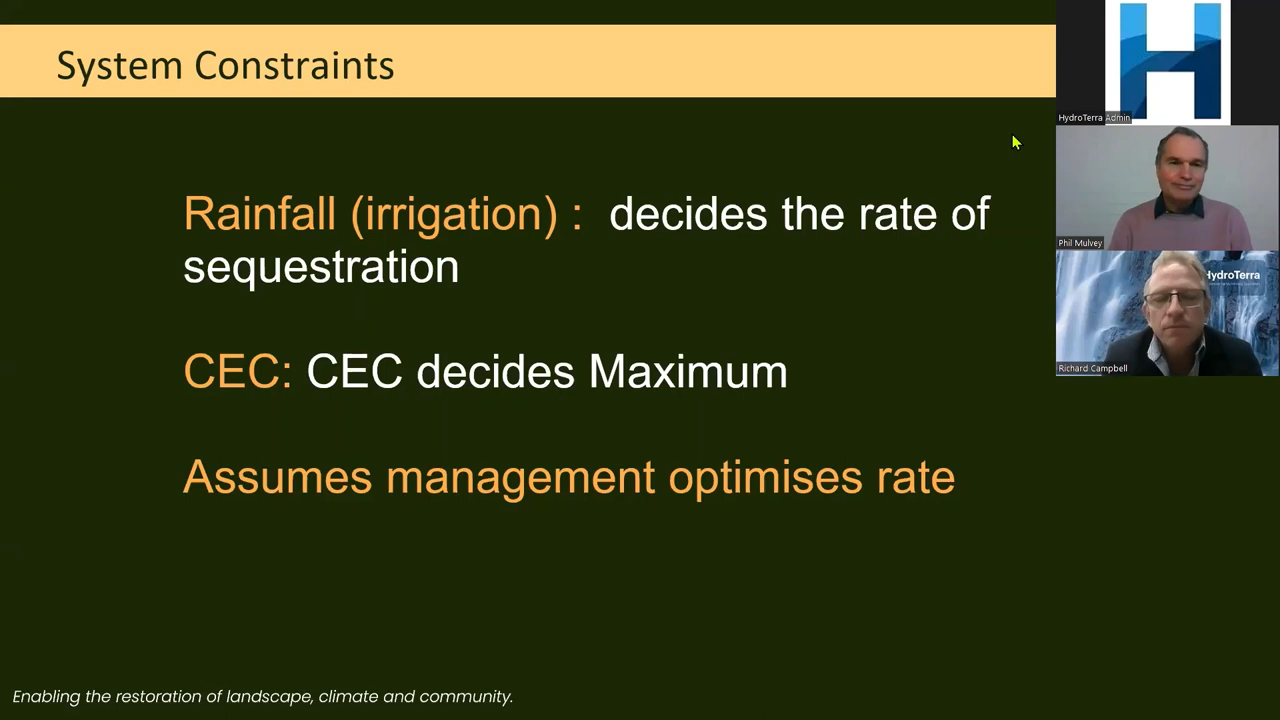 System Constraints
Rainfall (irrigation) : decides the rate of
sequestration
CEC: CEC decides Maximum
Assumes management optimises rate
Enabling the restoration of landscape, climate and community.
H
HydroTerra Admin
Phil Mulvey
HydroTerra
Richard Campbell